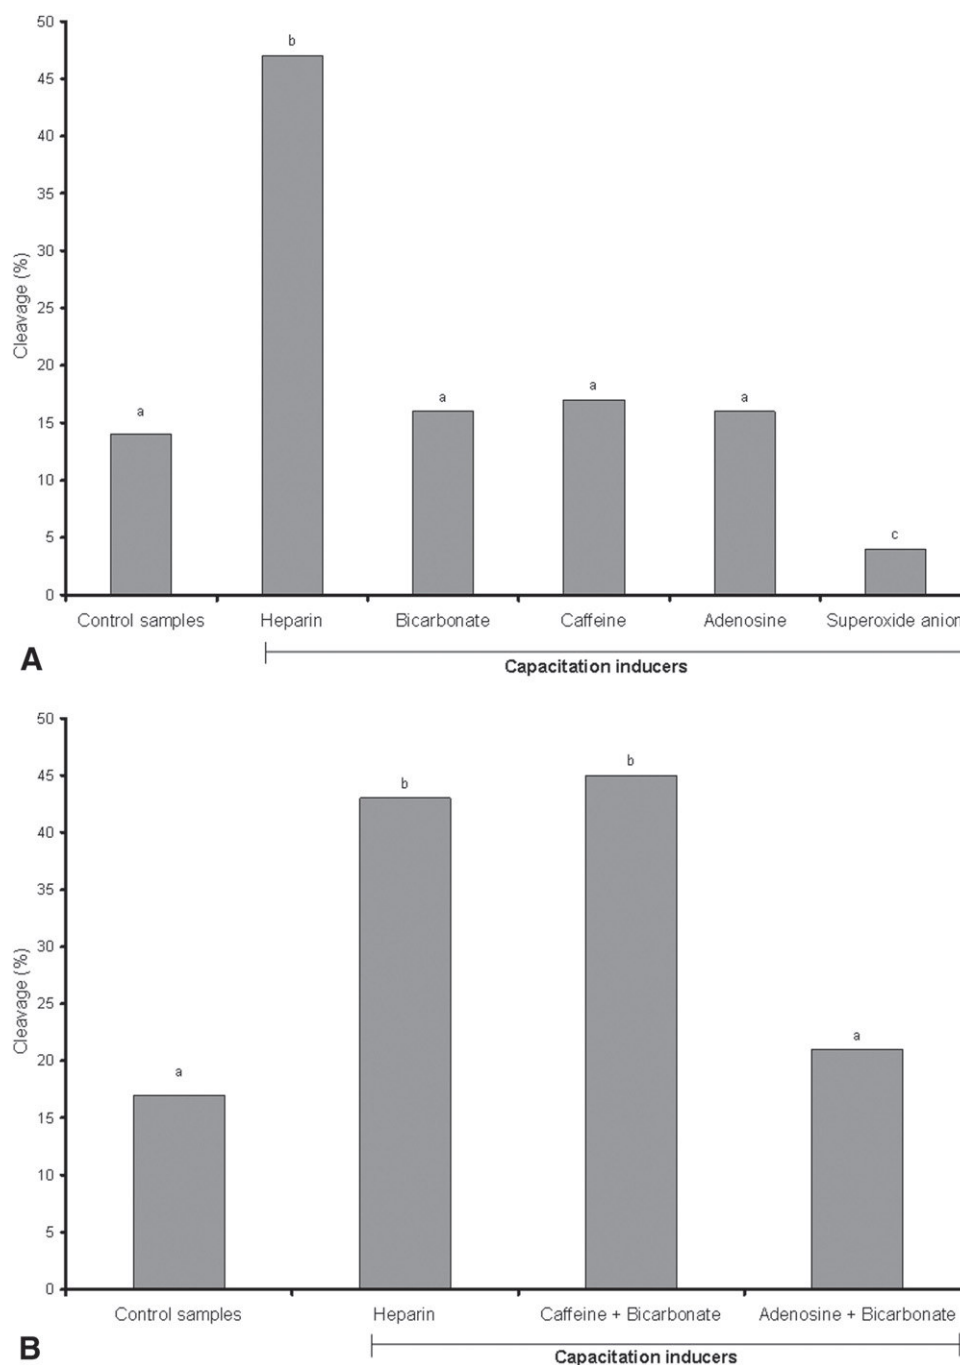 50
b
45
40
35
30
25
20
a
a
a
a
15
10
c
5
0
Cleavage (%)
Control samples Heparin Bicarbonate Caffeine Adenosine Superoxide anion
A
Capacitation inducers
50
b
45
b
40
35
30
25
a
20
a
15
10
5
0
Cleavage (%)
Control samples Heparin Caffeine + Bicarbonate Adenosine + Bicarbonate
B
Capacitation inducers